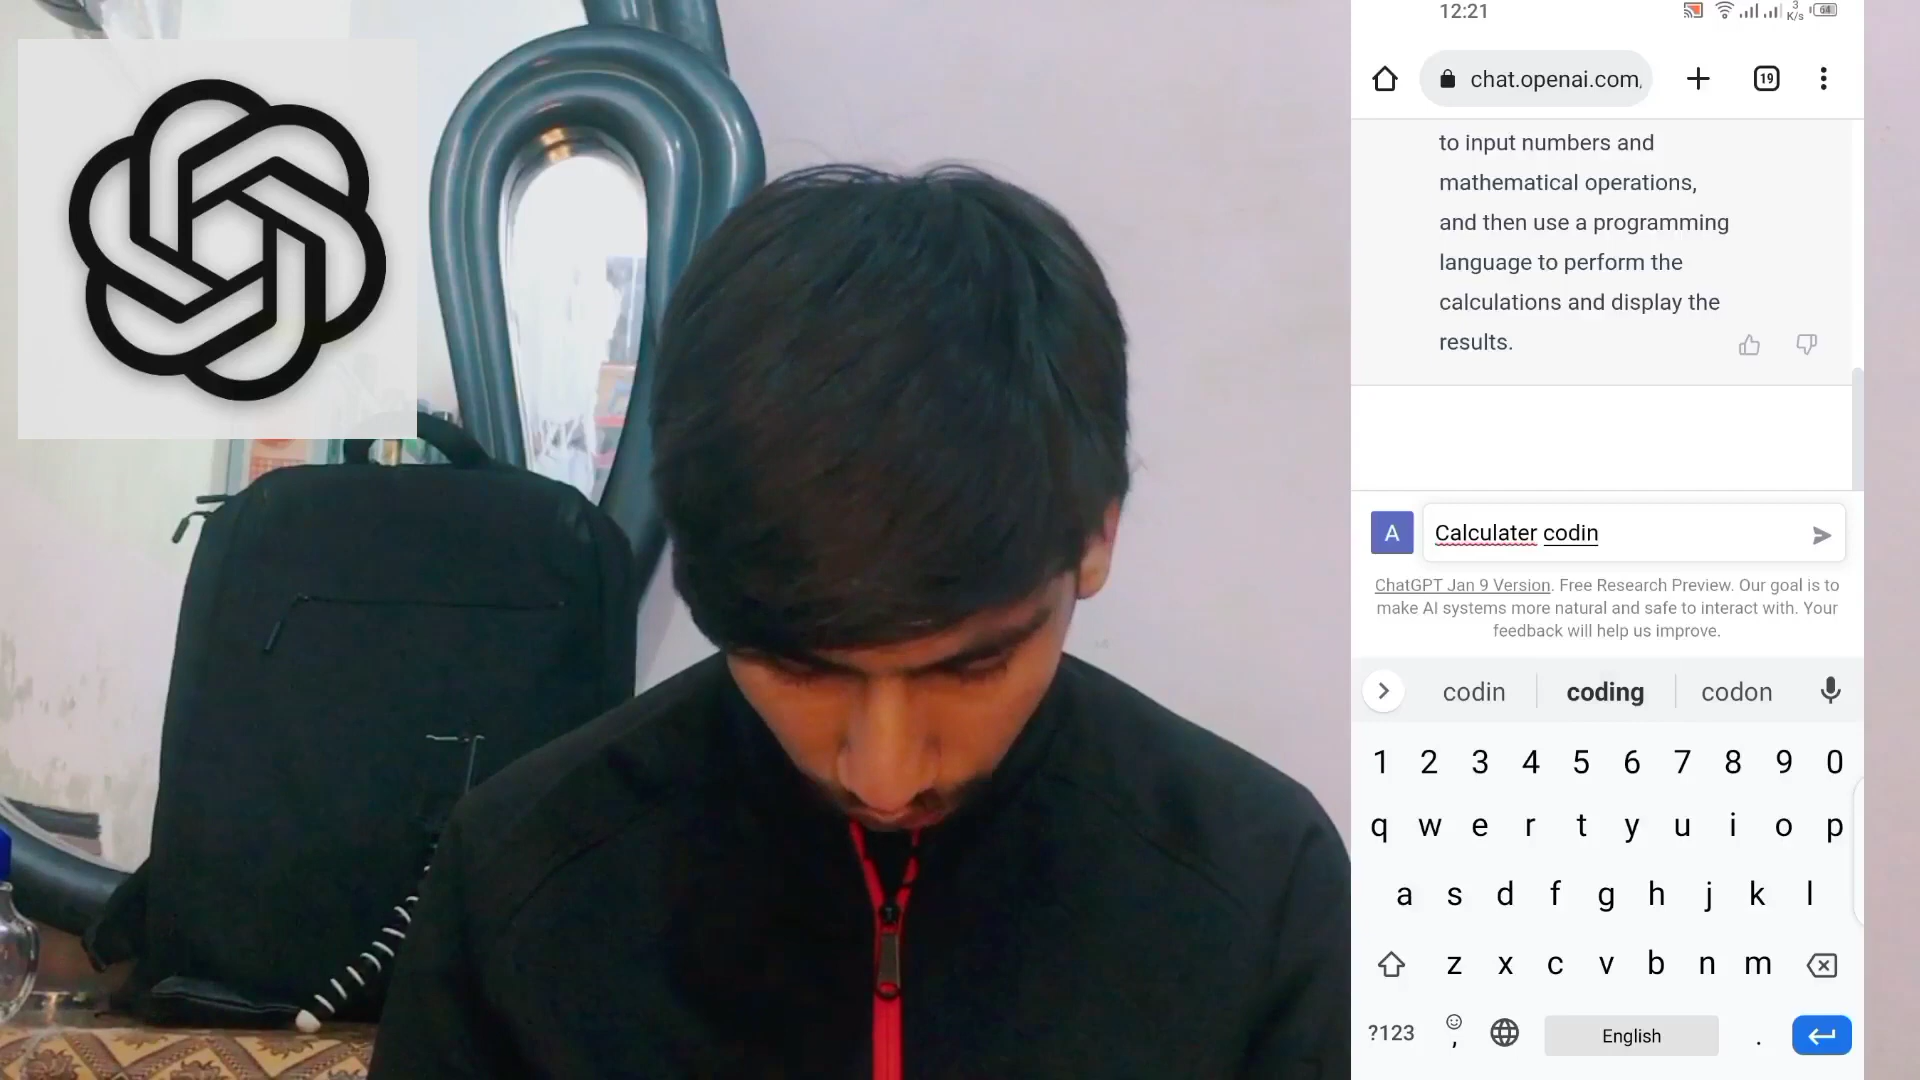 12:21
3
K/s
64
chat.openai.com
19
to input numbers and
mathematical operations,
and then use a programming
language to perform the
calculations and display the
results.
A
Calculater codin
ChatGPT Jan 9 Version. Free Research Preview. Our goal is to
make AI systems more natural and safe to interact with. Your
feedback will help us improve.
codin
coding
codon
1 2 3 4 5 6 7 8 9 0
q w e r t y u i o p
a s d f g h j k l
z x c v b n m
?123
,
English
.